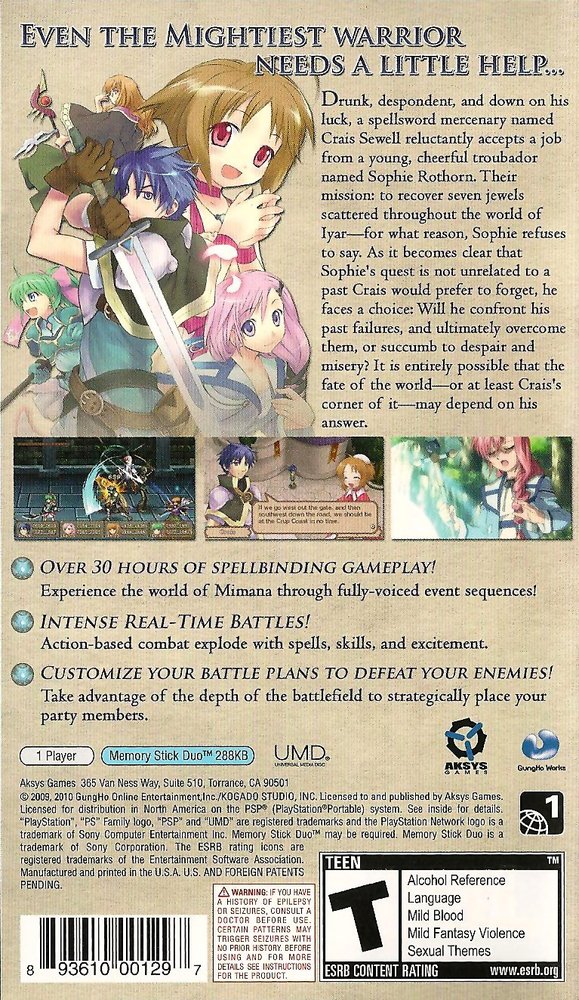 EVEN THE MIGHTIEST WARRIOR
NEEDS A LITTLE HELP...
Drunk, despondent, and down on his
luck, a spellsword mercenary named
Crais Sewell reluctantly accepts a job
from a young, cheerful troubador
named Sophie Rothorn. Their
mission: to recover seven jewels
scattered throughout the world of
Iyar—for what reason, Sophie refuses
to say. As it becomes clear that
Sophie's quest is not unrelated to a
past Crais would prefer to forget, he
faces a choice: Will he confront his
past failures, and ultimately overcome
them, or succumb to despair and
misery? It is entirely possible that the
fate of the world—or at least Crais's
corner of it—may depend on his
answer.
If we go west out the gate, and then
southwest down the road, we should be
at the Crup Coast in no time.
OVER 30 HOURS OF SPELLBINDING GAMEPLAY!
Experience the world of Mimana through fully-voiced event sequences!
INTENSE REAL-TIME BATTLES!
Action-based combat explode with spells, skills, and excitement.
CUSTOMIZE YOUR BATTLE PLANS TO DEFEAT YOUR ENEMIES!
Take advantage of the depth of the battlefield to strategically place your
party members.
1 Player
Memory Stick Duo™ 288KB
UMD
UNIVERSAL MEDIA DISC
AKSYS
GAMES
GungHo Works
Aksys Games 365 Van Ness Way, Suite 510, Torrance, CA 90501
© 2009, 2010 GungHo Online Entertainment,Inc./KOGADO STUDIO, INC. Licensed to and published by Aksys Games.
Licensed for distribution in North America on the PSP® (PlayStation®Portable) system. See inside for details.
"PlayStation", "PS" Family logo, "PSP" and "UMD" are registered trademarks and the PlayStation Network logo is a
trademark of Sony Computer Entertainment Inc. Memory Stick Duo™ may be required. Memory Stick Duo is a
trademark of Sony Corporation. The ESRB rating icons are
registered trademarks of the Entertainment Software Association.
Manufactured and printed in the U.S.A. U.S. AND FOREIGN PATENTS
PENDING.
1
WARNING: IF YOU HAVE
A HISTORY OF EPILEPSY
OR SEIZURES, CONSULT A
DOCTOR BEFORE USE.
CERTAIN PATTERNS MAY
TRIGGER SEIZURES WITH
NO PRIOR HISTORY. BEFORE
USING AND FOR MORE
DETAILS SEE INSTRUCTIONS
FOR THE PRODUCT.
TEEN ™
T
Alcohol Reference
Language
Mild Blood
Mild Fantasy Violence
Sexual Themes
ESRB CONTENT RATING www.esrb.org
8 93610 00129 7